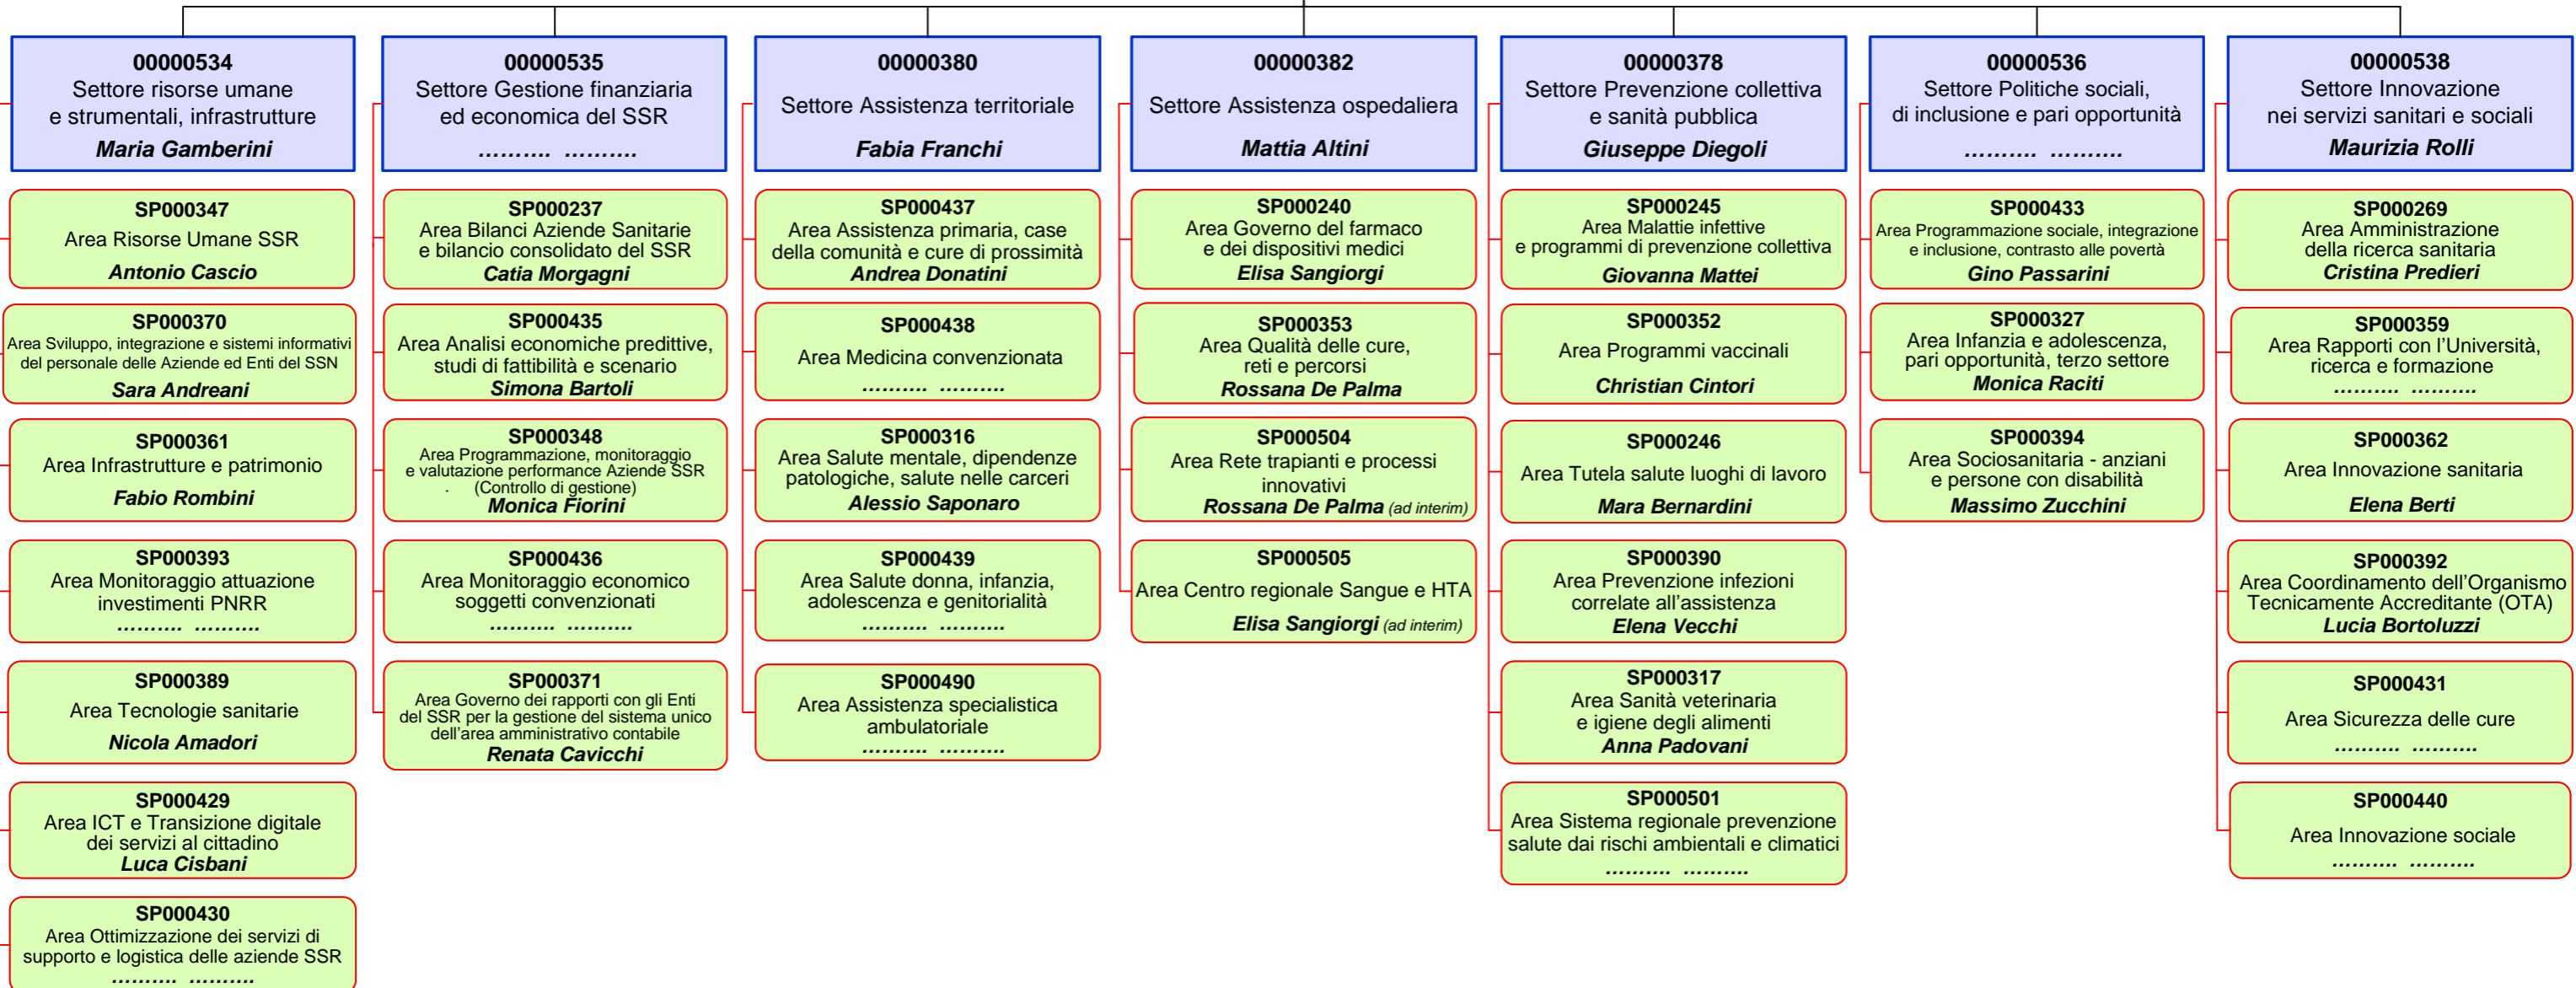 00000534
Settore risorse umane
e strumentali, infrastrutture
Maria Gamberini
SP000347
Area Risorse Umane SSR
Antonio Cascio
SP000370
Area Sviluppo, integrazione e sistemi informativi
del personale delle Aziende ed Enti del SSN
Sara Andreani
SP000361
Area Infrastrutture e patrimonio
Fabio Rombini
SP000393
Area Monitoraggio attuazione
investimenti PNRR
.......... ..........
SP000389
Area Tecnologie sanitarie
Nicola Amadori
SP000429
Area ICT e Transizione digitale
dei servizi al cittadino
Luca Cisbani
SP000430
Area Ottimizzazione dei servizi di
supporto e logistica delle aziende SSR
.......... ..........
00000535
Settore Gestione finanziaria
ed economica del SSR
.......... ..........
SP000237
Area Bilanci Aziende Sanitarie
e bilancio consolidato del SSR
Catia Morgagni
SP000435
Area Analisi economiche predittive,
studi di fattibilità e scenario
Simona Bartoli
SP000348
Area Programmazione, monitoraggio
e valutazione performance Aziende SSR
. (Controllo di gestione)
Monica Fiorini
SP000436
Area Monitoraggio economico
soggetti convenzionati
.......... ..........
SP000371
Area Governo dei rapporti con gli Enti
del SSR per la gestione del sistema unico
dell'area amministrativo contabile
Renata Cavicchi
00000380
Settore Assistenza territoriale
Fabia Franchi
SP000437
Area Assistenza primaria, case
della comunità e cure di prossimità
Andrea Donatini
SP000438
Area Medicina convenzionata
.......... ..........
SP000316
Area Salute mentale, dipendenze
patologiche, salute nelle carceri
Alessio Saponaro
SP000439
Area Salute donna, infanzia,
adolescenza e genitorialità
.......... ..........
SP000490
Area Assistenza specialistica
ambulatoriale
.......... ..........
00000382
Settore Assistenza ospedaliera
Mattia Altini
SP000240
Area Governo del farmaco
e dei dispositivi medici
Elisa Sangiorgi
SP000353
Area Qualità delle cure,
reti e percorsi
Rossana De Palma
SP000504
Area Rete trapianti e processi
innovativi
Rossana De Palma (ad interim)
SP000505
Area Centro regionale Sangue e HTA
Elisa Sangiorgi (ad interim)
00000378
Settore Prevenzione collettiva
e sanità pubblica
Giuseppe Diegoli
SP000245
Area Malattie infettive
e programmi di prevenzione collettiva
Giovanna Mattei
SP000352
Area Programmi vaccinali
Christian Cintori
SP000246
Area Tutela salute luoghi di lavoro
Mara Bernardini
SP000390
Area Prevenzione infezioni
correlate all'assistenza
Elena Vecchi
SP000317
Area Sanità veterinaria
e igiene degli alimenti
Anna Padovani
SP000501
Area Sistema regionale prevenzione
salute dai rischi ambientali e climatici
.......... ..........
00000536
Settore Politiche sociali,
di inclusione e pari opportunità
.......... ..........
SP000433
Area Programmazione sociale, integrazione
e inclusione, contrasto alle povertà
Gino Passarini
SP000327
Area Infanzia e adolescenza,
pari opportunità, terzo settore
Monica Raciti
SP000394
Area Sociosanitaria - anziani
e persone con disabilità
Massimo Zucchini
00000538
Settore Innovazione
nei servizi sanitari e sociali
Maurizia Rolli
SP000269
Area Amministrazione
della ricerca sanitaria
Cristina Predieri
SP000359
Area Rapporti con l'Università,
ricerca e formazione
.......... ..........
SP000362
Area Innovazione sanitaria
Elena Berti
SP000392
Area Coordinamento dell'Organismo
Tecnicamente Accreditante (OTA)
Lucia Bortoluzzi
SP000431
Area Sicurezza delle cure
.......... ..........
SP000440
Area Innovazione sociale
.......... ..........